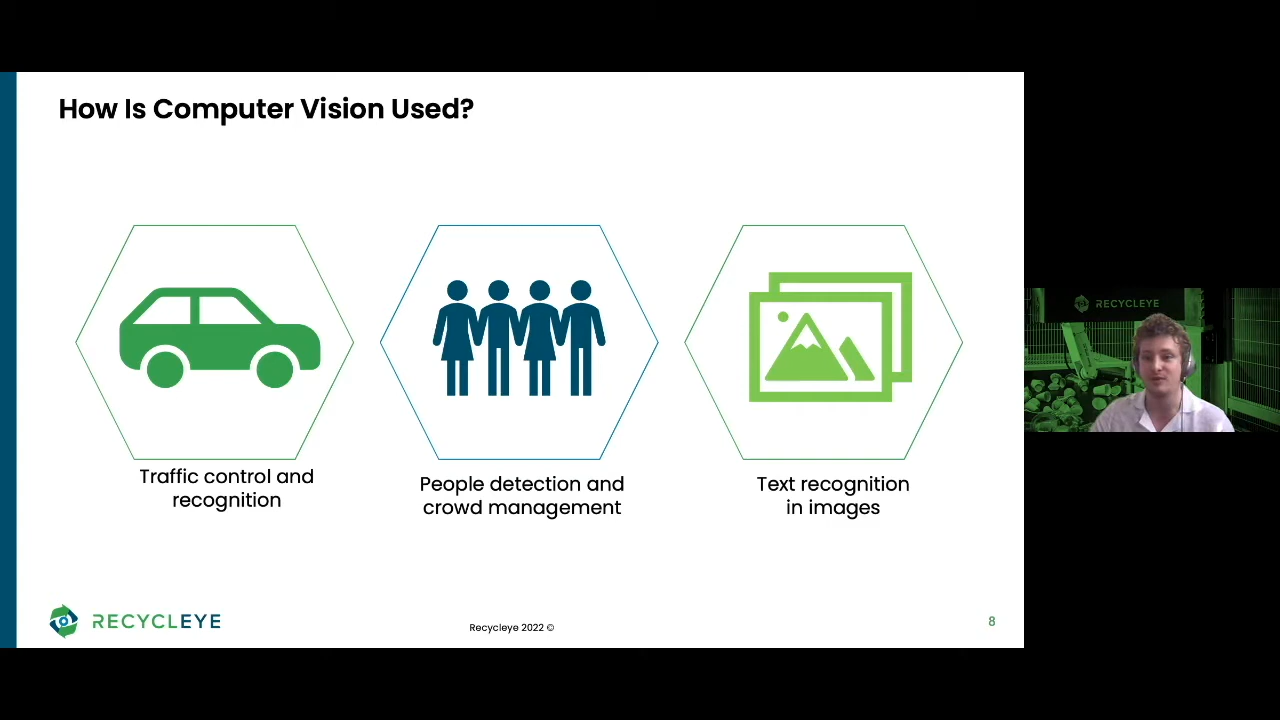 How Is Computer Vision Used?
Traffic control and
recognition
People detection and
crowd management
Text recognition
in images
RECYCLEYE
Recycleye 2022 ©
8
RECYCLEYE